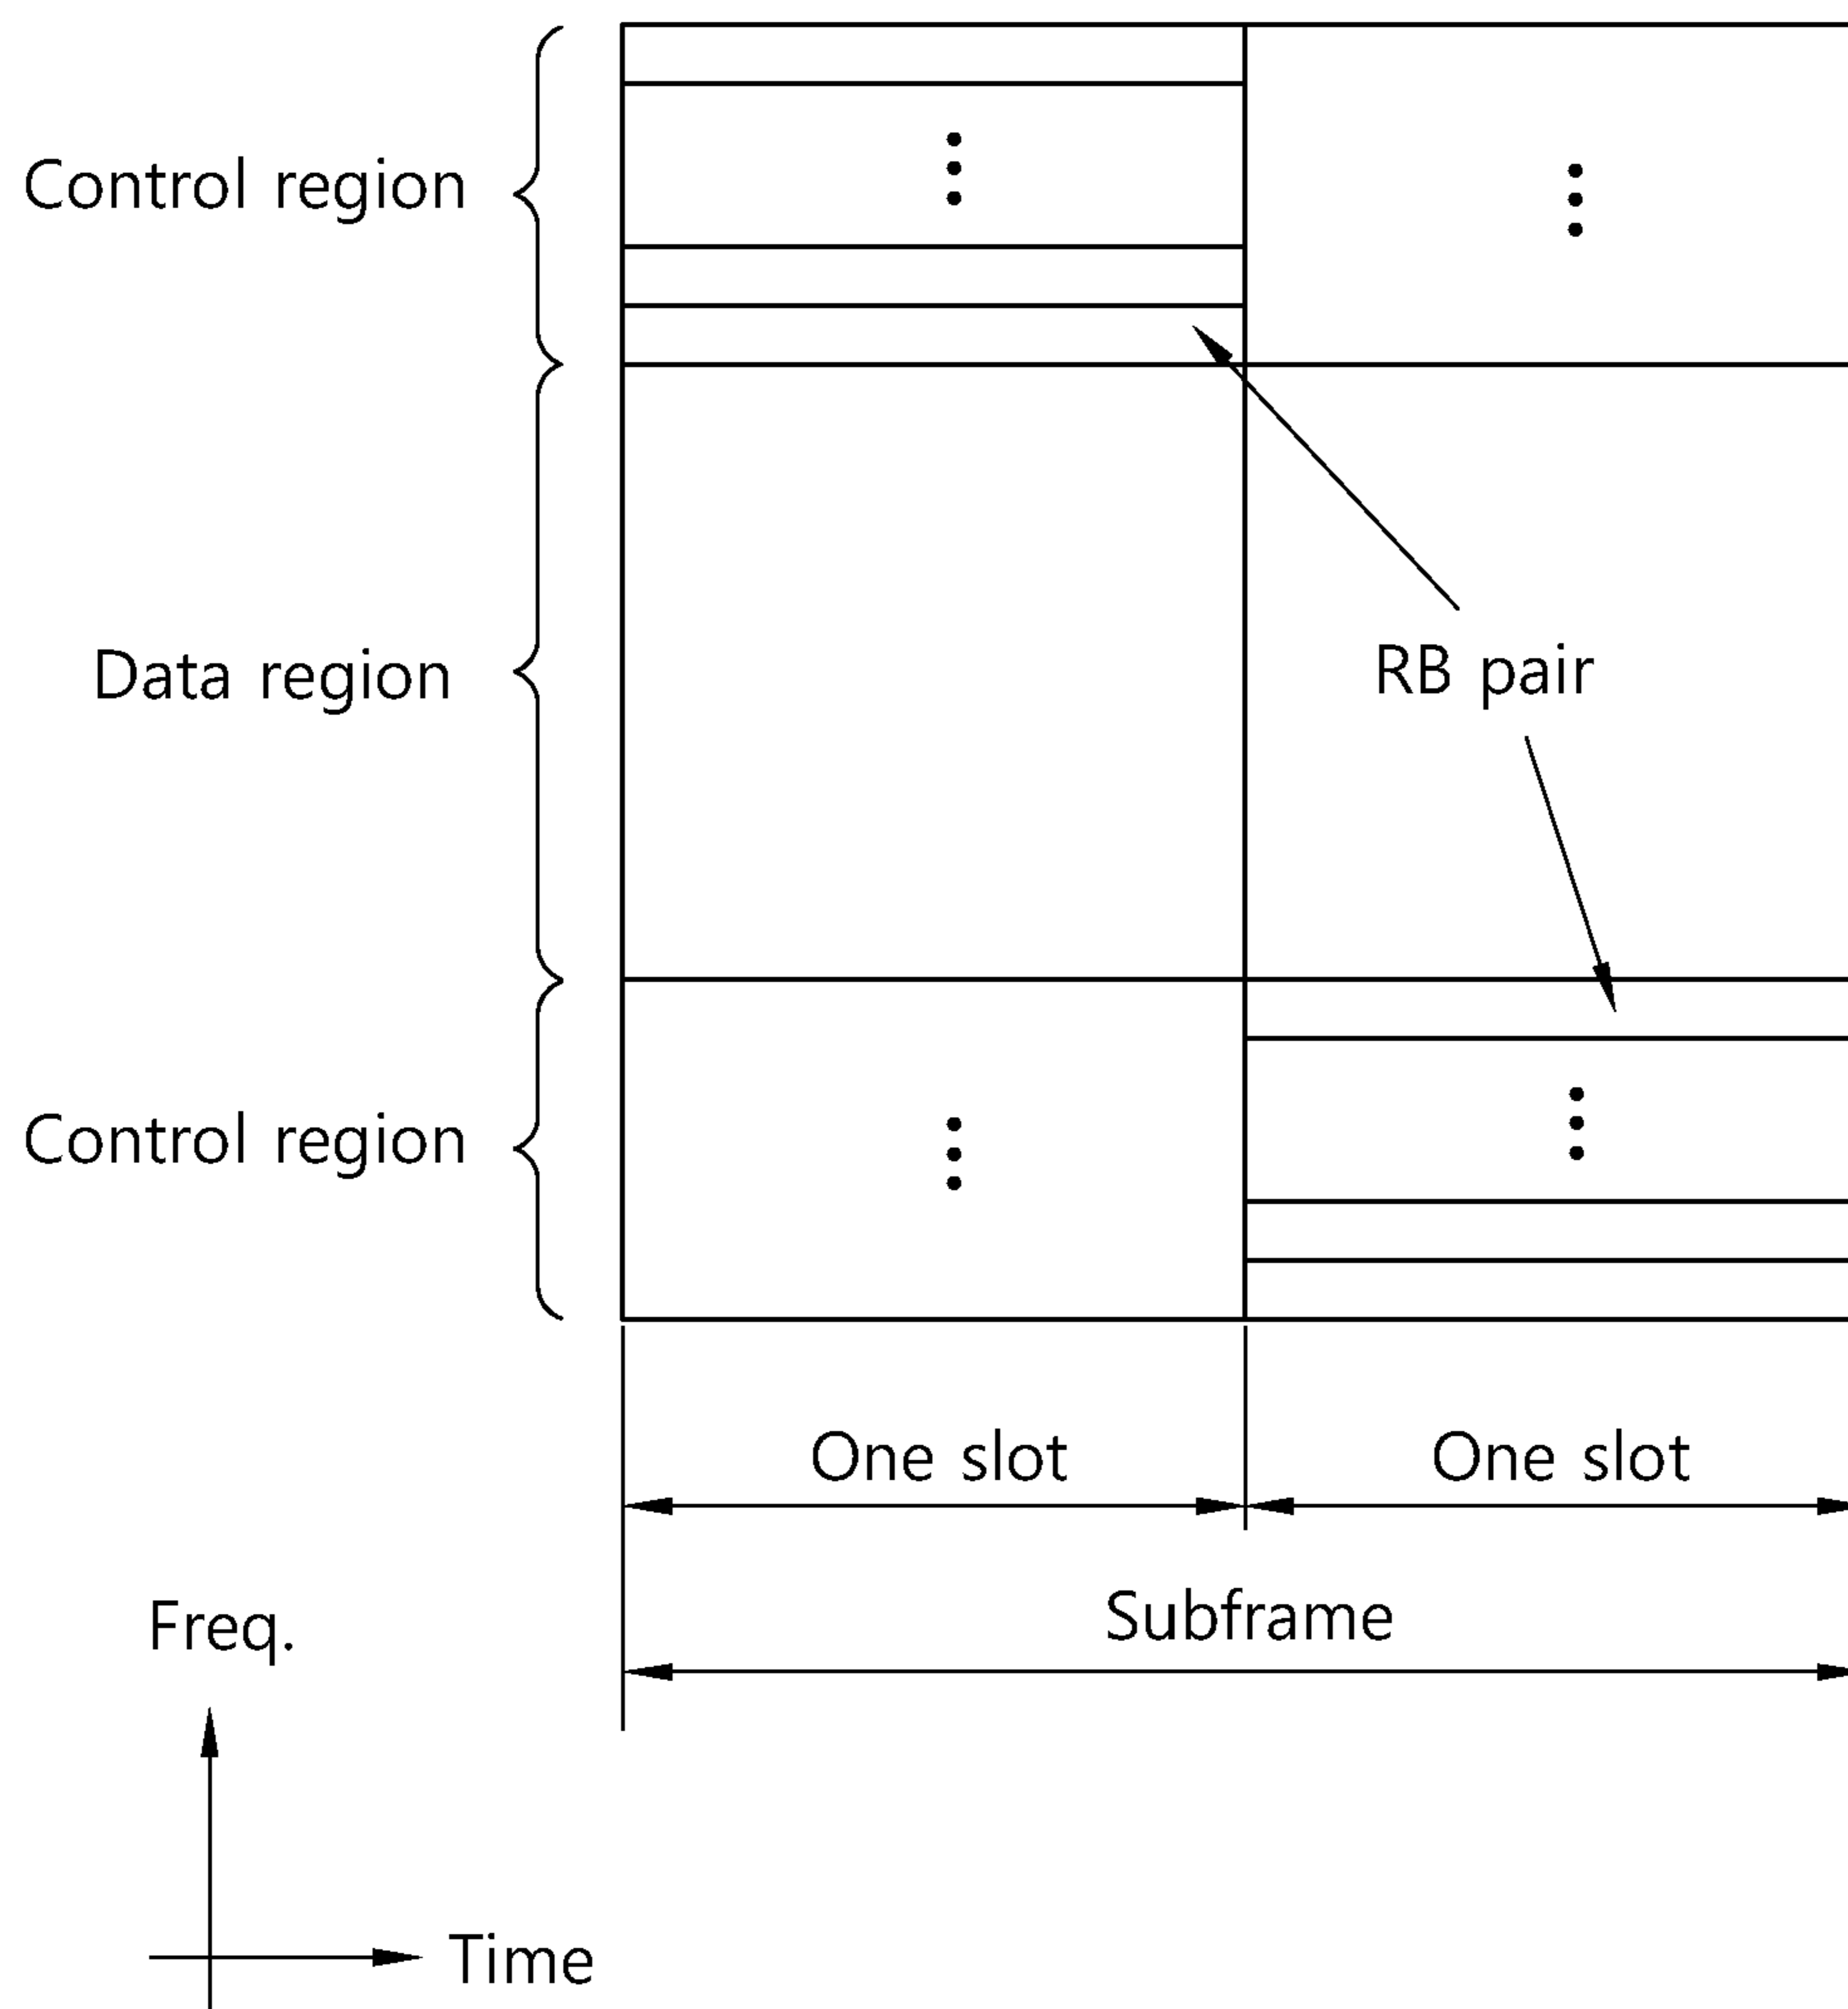 Control region
Data region
RB pair
Control region
One slot
One slot
Subframe
Freq.
Time